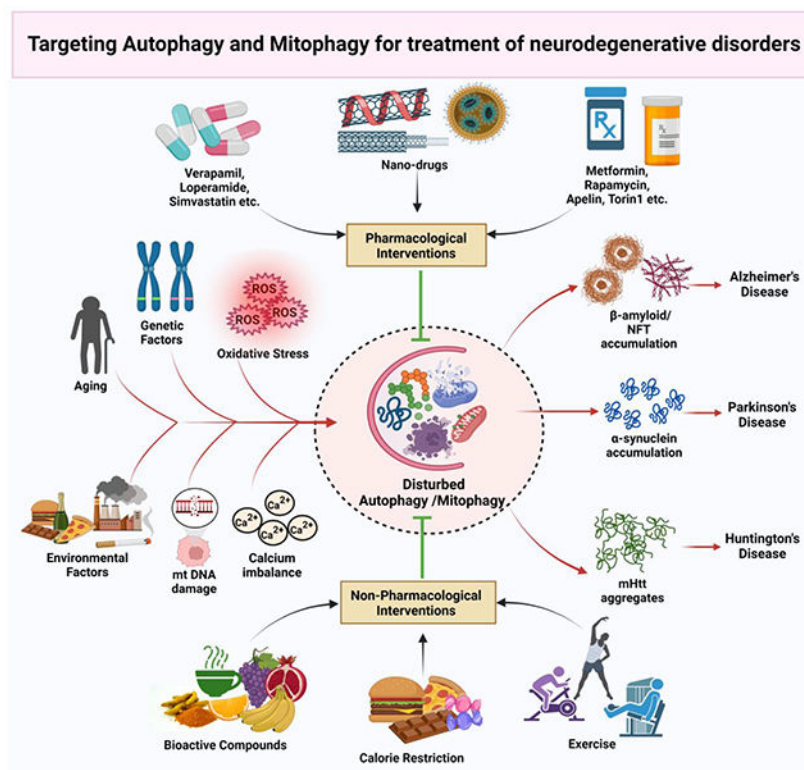 Targeting Autophagy and Mitophagy for treatment of neurodegenerative disorders
Verapamil,
Loperamide,
Simvastatin etc.
Nano-drugs
Rx
Metformin,
Rapamycin,
Apelin, Torin1 etc.
Pharmacological
Interventions
Genetic
Factors
ROS
ROS
ROS
Oxidative Stress
Aging
β-amyloid/
NFT
accumulation
Alzheimer's
Disease
α-synuclein
accumulation
Parkinson's
Disease
Disturbed
Autophagy /Mitophagy
Environmental
Factors
mt DNA
damage
Ca2+
Ca2+
Ca2+
Ca2+
Calcium
imbalance
mHtt
aggregates
Huntington's
Disease
Non-Pharmacological
Interventions
Bioactive Compounds
Calorie Restriction
Exercise